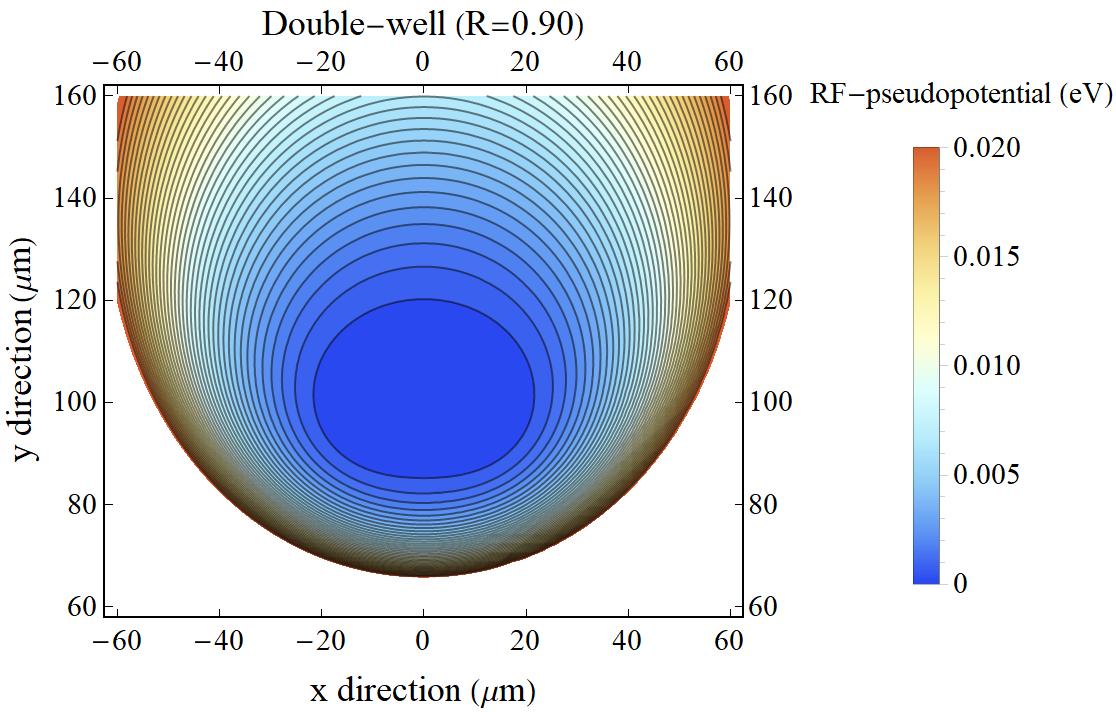 Double−well (R=0.90)
−60 −40 −20 0 20 40 60
RF−pseudopotential (eV)
160 160
140 140
120 120
100 100
80 80
60 60
y direction (μm)
−60 −40 −20 0 20 40 60
x direction (μm)
0.020
0.015
0.010
0.005
0